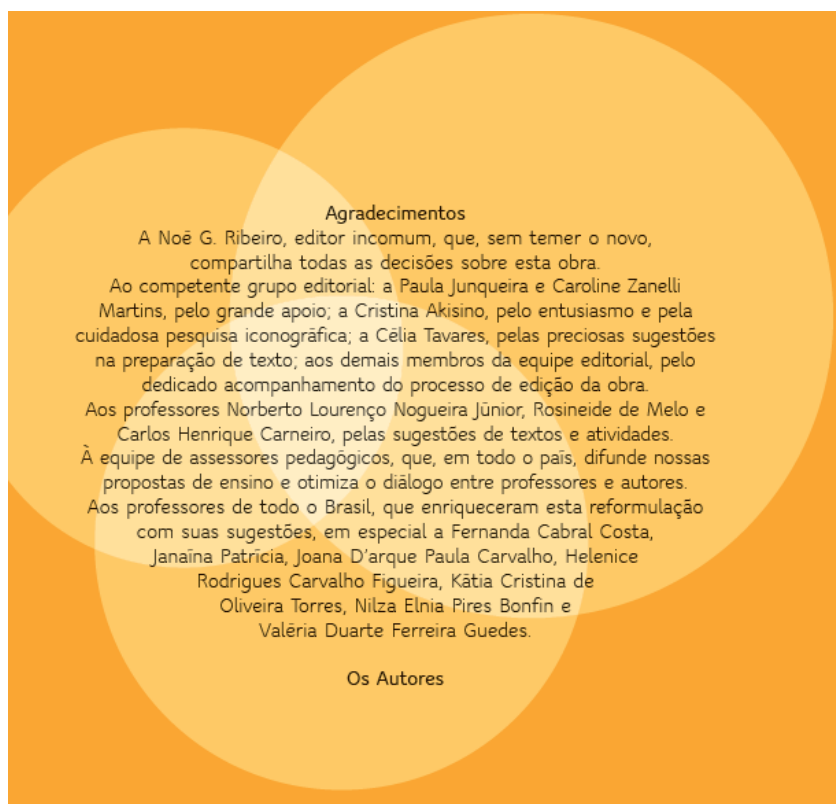 Agradecimentos
A Noé G. Ribeiro, editor incomum, que, sem temer o novo,
compartilha todas as decisões sobre esta obra.
Ao competente grupo editorial: a Paula Junqueira e Caroline Zanelli
Martins, pelo grande apoio; a Cristina Akisino, pelo entusiasmo e pela
cuidadosa pesquisa iconográfica; a Célia Tavares, pelas preciosas sugestões
na preparação de texto; aos demais membros da equipe editorial, pelo
dedicado acompanhamento do processo de edição da obra.
Aos professores Norberto Lourenço Nogueira Júnior, Rosineide de Melo e
Carlos Henrique Carneiro, pelas sugestões de textos e atividades.
À equipe de assessores pedagógicos, que, em todo o país, difunde nossas
propostas de ensino e otimiza o diálogo entre professores e autores.
Aos professores de todo o Brasil, que enriqueceram esta reformulação
com suas sugestões, em especial a Fernanda Cabral Costa,
Janaína Patrícia, Joana D'arque Paula Carvalho, Helenice
Rodrigues Carvalho Figueira, Kátia Cristina de
Oliveira Torres, Nilza Elnia Pires Bonfin e
Valéria Duarte Ferreira Guedes.
Os Autores